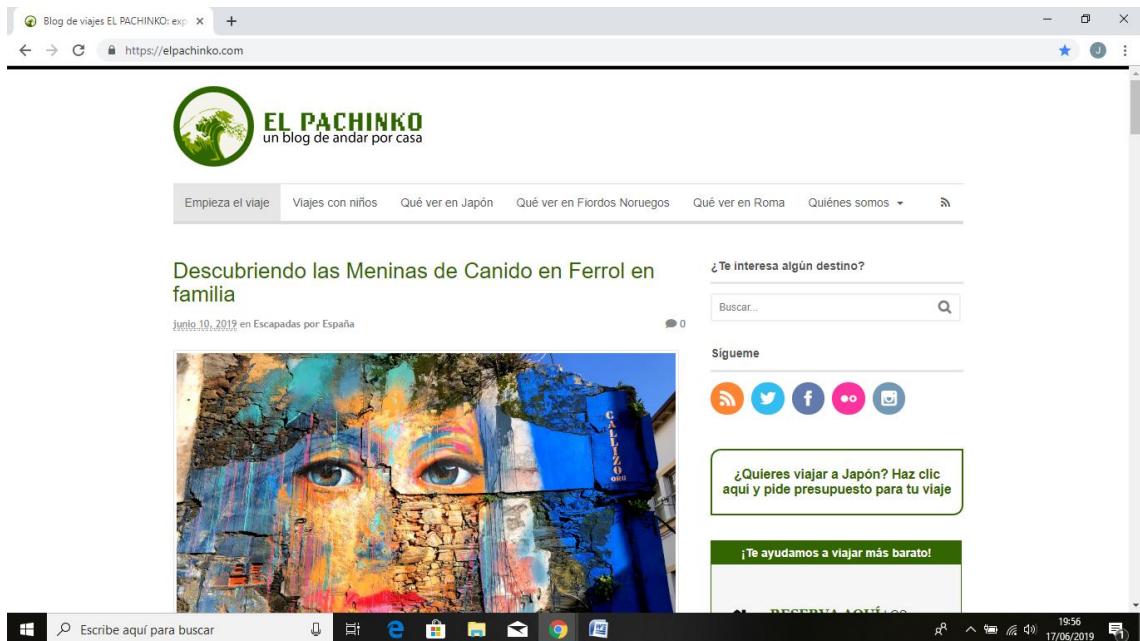 Blog de viajes EL PACHINKO: exp
https://elpachinko.com
J
EL PACHINKO
un blog de andar por casa
Empieza el viaje
Viajes con niños
Qué ver en Japón
Qué ver en Fiordos Noruegos
Qué ver en Roma
Quiénes somos
Descubriendo las Meninas de Canido en Ferrol en
familia
junio 10, 2019 en Escapadas por España
0
CALLIZO
ORG
¿Te interesa algún destino?
Buscar...
Sígueme
¿Quieres viajar a Japón? Haz clic
aquí y pide presupuesto para tu viaje
¡Te ayudamos a viajar más barato!
RESERVA AQUÍ LOS
Escribe aquí para buscar
19:56
17/06/2019